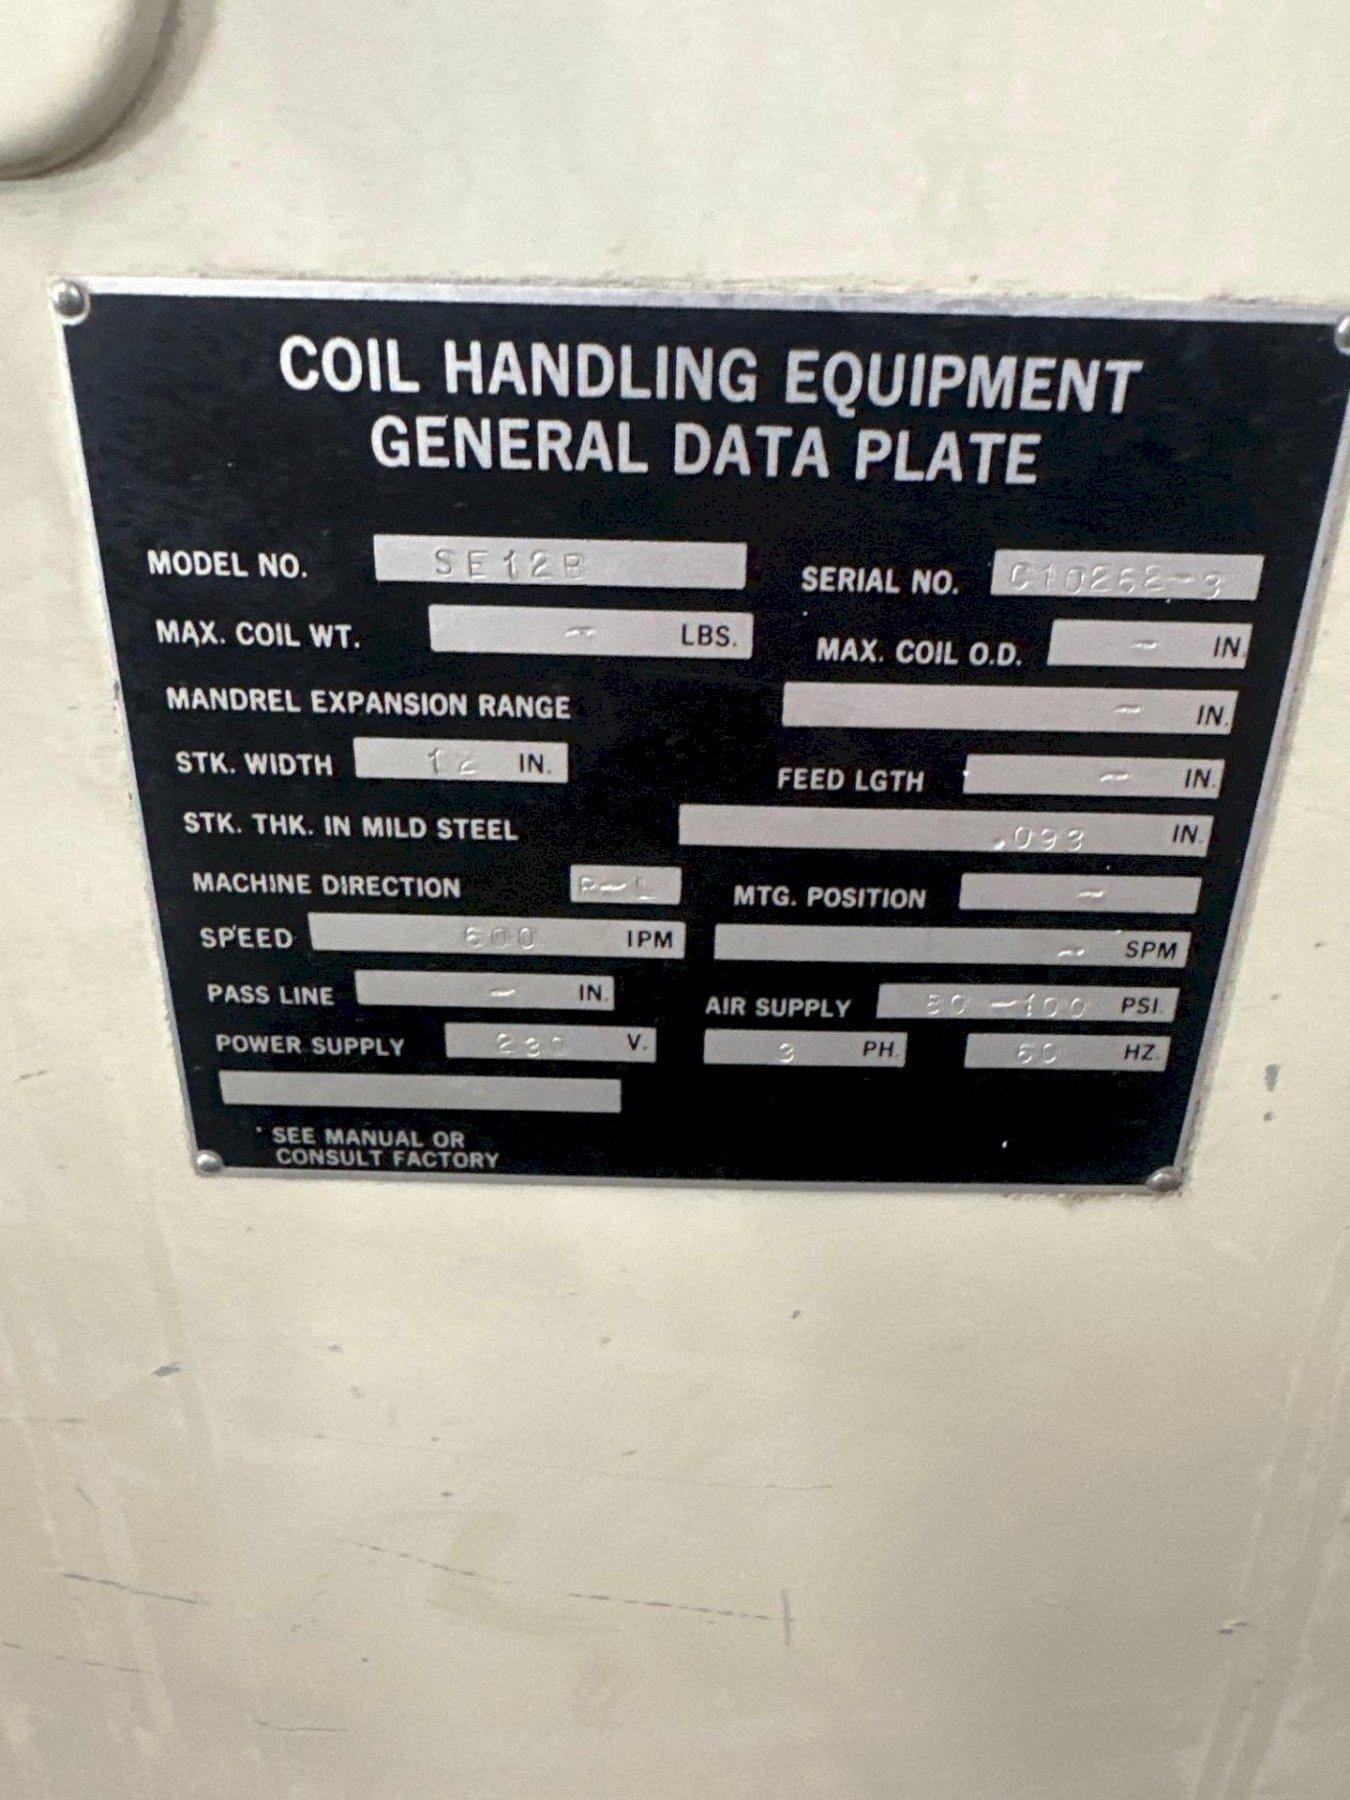 COIL HANDLING EQUIPMENT
GENERAL DATA PLATE
MODEL NO. SE12B SERIAL NO. C10262-3
MAX. COIL WT. - LBS. MAX. COIL O.D. - IN.
MANDREL EXPANSION RANGE - IN.
STK. WIDTH 12 IN. FEED LGTH - IN.
STK. THK. IN MILD STEEL .093 IN.
MACHINE DIRECTION R-L MTG. POSITION -
SPEED 600 IPM - SPM
PASS LINE - IN. AIR SUPPLY 80-100 PSI.
POWER SUPPLY 230 V. 3 PH. 60 HZ.
* SEE MANUAL OR
CONSULT FACTORY